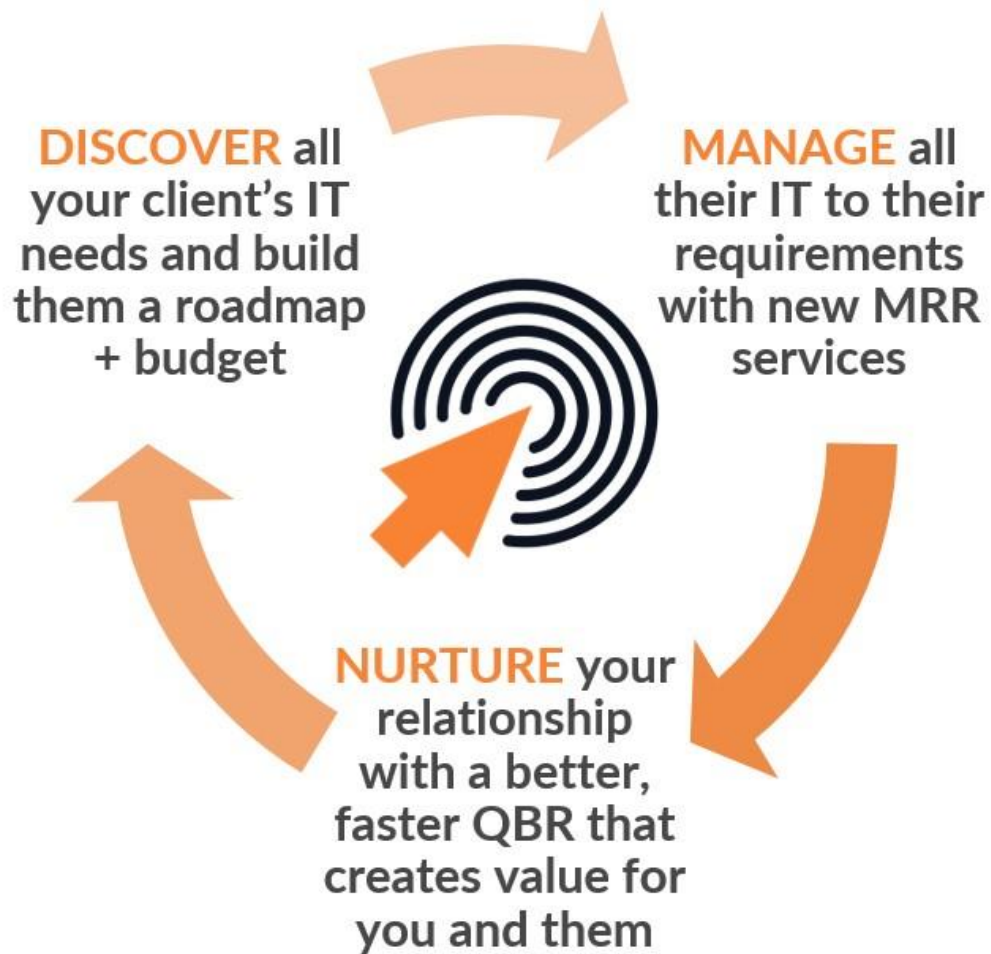 DISCOVER all
your client’s IT
needs and build
them a roadmap
+ budget
MANAGE all
their IT to their
requirements
with new MRR
services
NURTURE your
relationship
with a better,
faster QBR that
creates value for
you and them